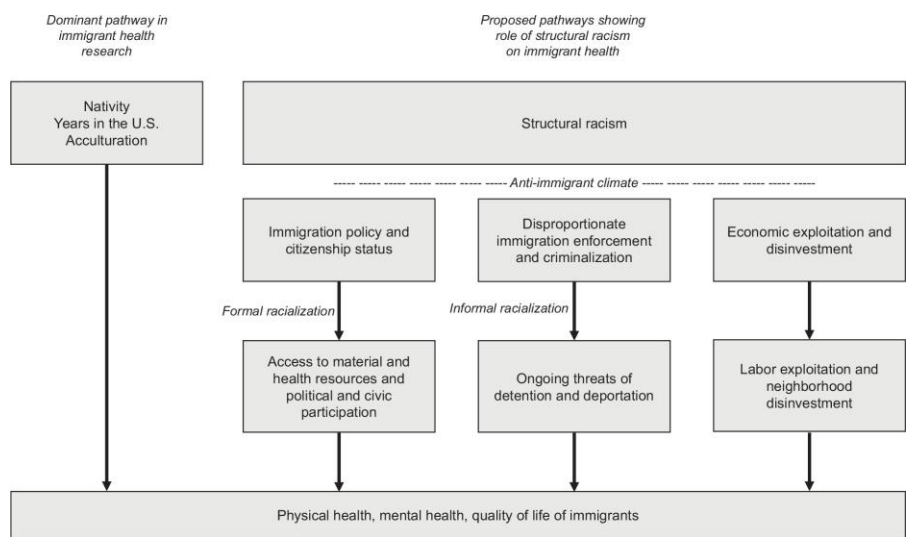 Dominant pathway in
immigrant health
research
Proposed pathways showing
role of structural racism
on immigrant health
Nativity
Years in the U.S.
Acculturation
Structural racism
----- ----- ----- ----- ----- ----- ----- Anti-immigrant climate ----- ----- ----- ----- ----- ----- -----
Immigration policy and
citizenship status
Disproportionate
immigration enforcement
and criminalization
Economic exploitation and
disinvestment
Formal racialization
Informal racialization
Access to material and
health resources and
political and civic
participation
Ongoing threats of
detention and deportation
Labor exploitation and
neighborhood
disinvestment
Physical health, mental health, quality of life of immigrants